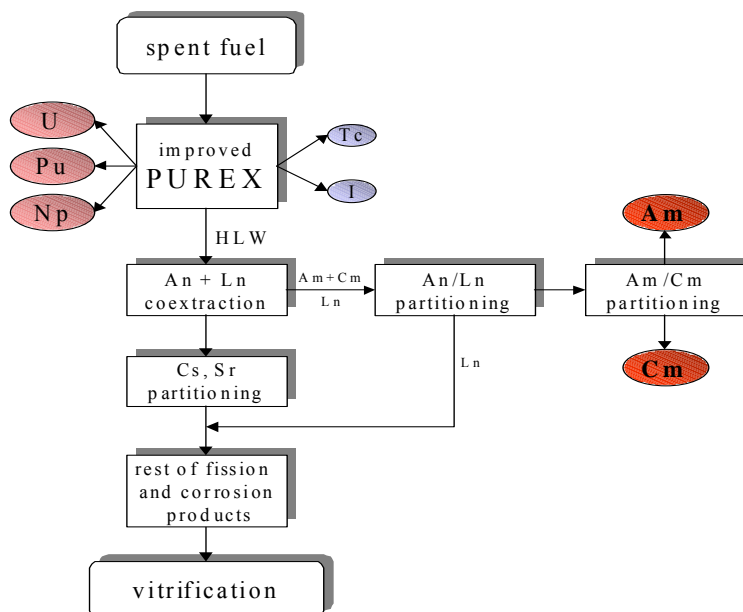 spent fuel
U
Pu
Np
improved
PUREX
Tc
I
HLW
An + Ln
coextraction
Am+Cm
Ln
An/Ln
partitioning
Am/Cm
partitioning
Am
Cm
Cs, Sr
partitioning
Ln
rest of fission
and corrosion
products
vitrification